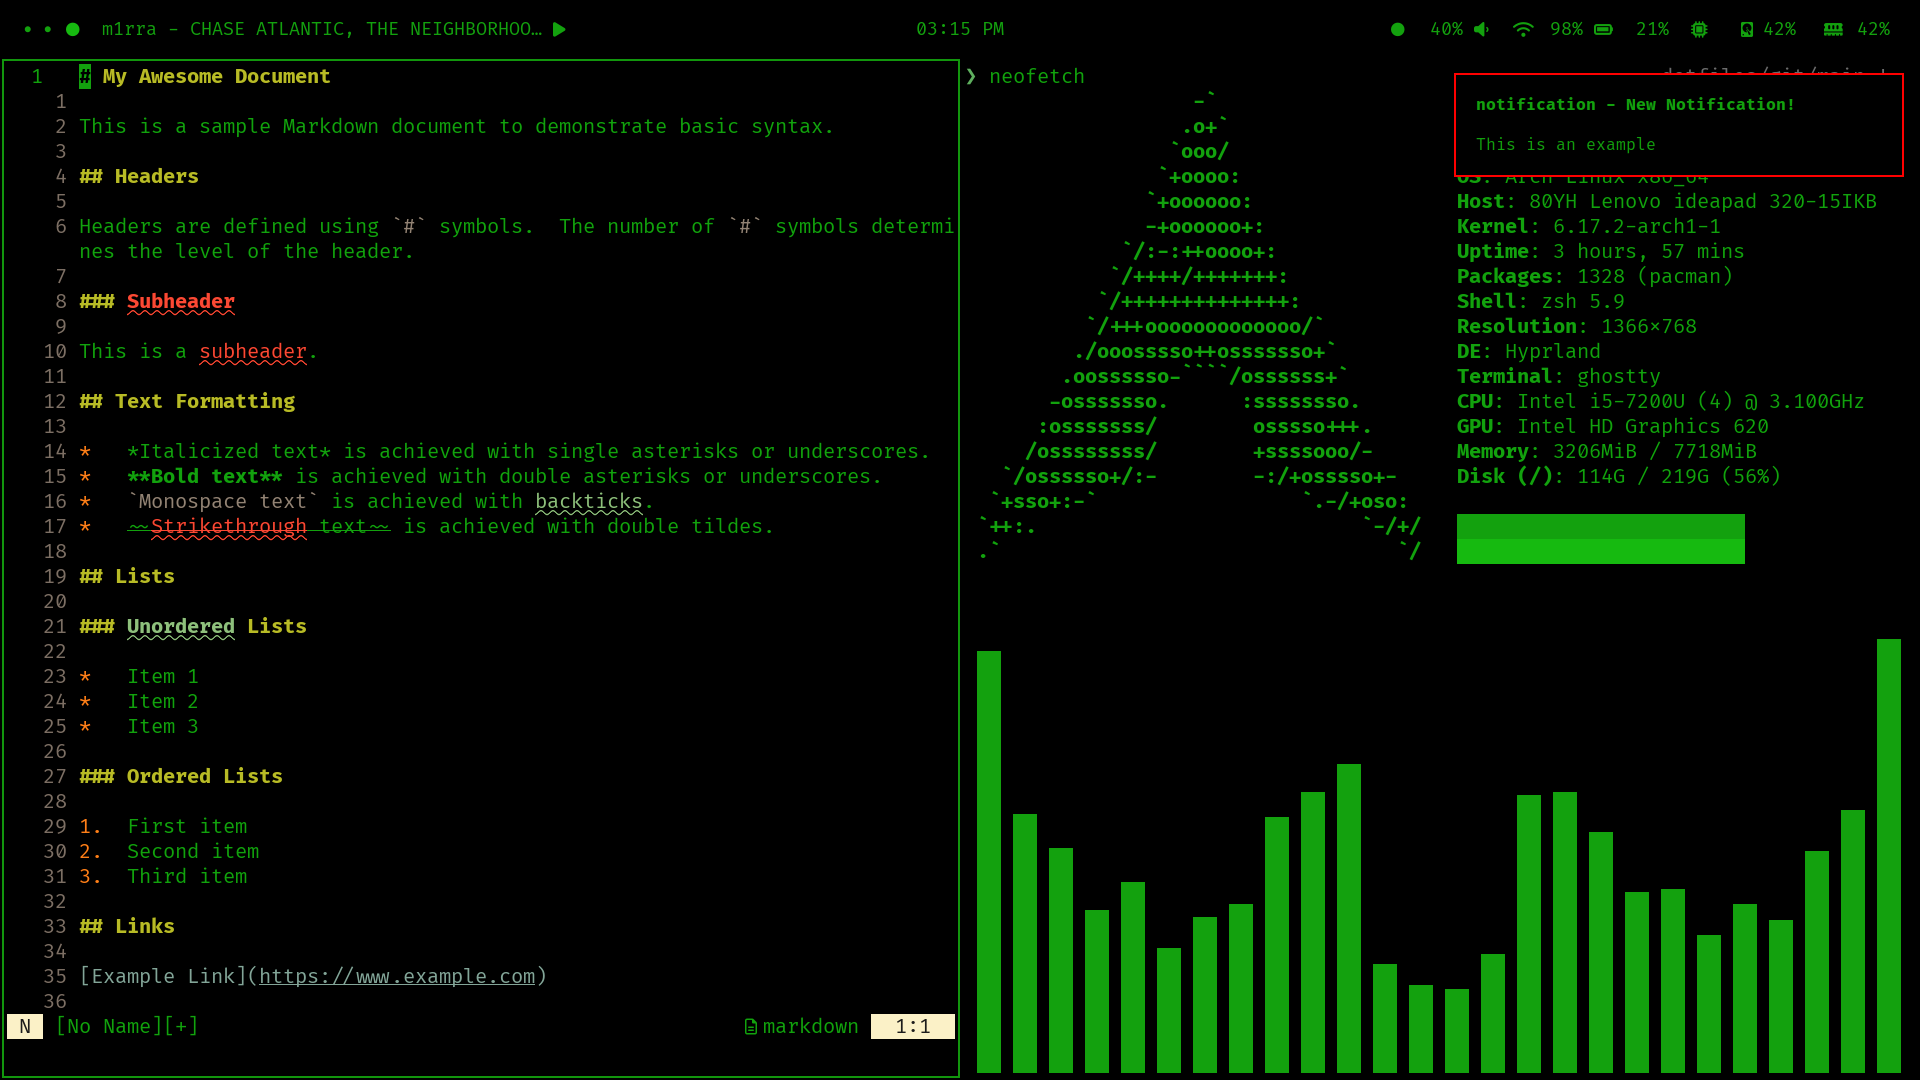 m1rra - CHASE ATLANTIC, THE NEIGHBORHOO…
03:15 PM
40% 98% 21% 42% 42%
1 # My Awesome Document
1
2 This is a sample Markdown document to demonstrate basic syntax.
3
4 ## Headers
5
6 Headers are defined using `#` symbols.  The number of `#` symbols determi
nes the level of the header.
7
8 ### Subheader
9
10 This is a subheader.
11
12 ## Text Formatting
13
14 *   *Italicized text* is achieved with single asterisks or underscores.
15 *   **Bold text** is achieved with double asterisks or underscores.
16 *   `Monospace text` is achieved with backticks.
17 *   ~~Strikethrough text~~ is achieved with double tildes.
18
19 ## Lists
20
21 ### Unordered Lists
22
23 *   Item 1
24 *   Item 2
25 *   Item 3
26
27 ### Ordered Lists
28
29 1.  First item
30 2.  Second item
31 3.  Third item
32
33 ## Links
34
35 [Example Link](https://www.example.com)
36
N [No Name][+] markdown 1:1
❯ neofetch
notification - New Notification!
This is an example
-`
.o+`
`ooo/
`+oooo:
`+oooooo:
-+oooooo+:
`/:-:++oooo+:
`/++++/+++++++:
`/++++++++++++++:
`/+++ooooooooooooo/`
./ooosssso++osssssso+`
.oossssso-````/ossssss+`
-osssssso.      :ssssssso.
:osssssss/        osssso+++.
/ossssssss/        +ssssooo/-
`/ossssso+/:-        -:/+osssso+-
`+sso+:-`                 `.-/+oso:
`++:.                           `-/+/
.`                                 `/
OS: Arch Linux x86_64
Host: 80YH Lenovo ideapad 320-15IKB
Kernel: 6.17.2-arch1-1
Uptime: 3 hours, 57 mins
Packages: 1328 (pacman)
Shell: zsh 5.9
Resolution: 1366×768
DE: Hyprland
Terminal: ghostty
CPU: Intel i5-7200U (4) @ 3.100GHz
GPU: Intel HD Graphics 620
Memory: 3206MiB / 7718MiB
Disk (/): 114G / 219G (56%)